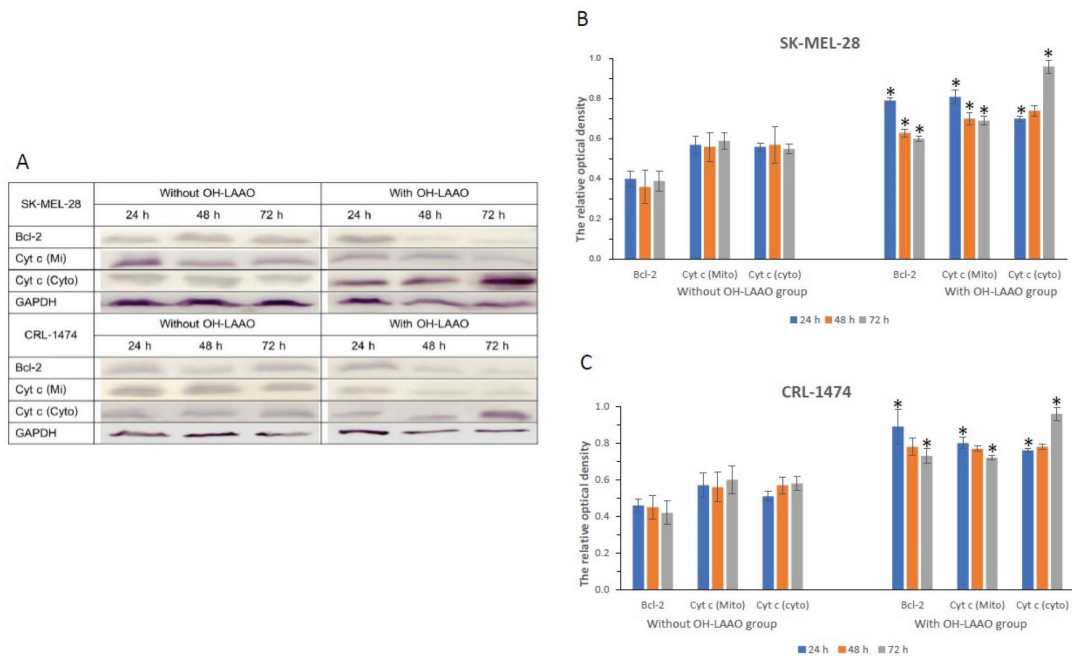 A
SK-MEL-28 Without OH-LAAO With OH-LAAO
24 h 48 h 72 h 24 h 48 h 72 h
Bcl-2
Cyt c (Mi)
Cyt c (Cyto)
GAPDH
CRL-1474 Without OH-LAAO With OH-LAAO
24 h 48 h 72 h 24 h 48 h 72 h
Bcl-2
Cyt c (Mi)
Cyt c (Cyto)
GAPDH
B
SK-MEL-28
The relative optical density
1.0
0.8
0.6
0.4
0.2
0.0
* * * * * * * *
Bcl-2 Cyt c (Mito) Cyt c (cyto) Bcl-2 Cyt c (Mito) Cyt c (cyto)
Without OH-LAAO group With OH-LAAO group
24 h 48 h 72 h
C
CRL-1474
The relative optical density
1.0
0.8
0.6
0.4
0.2
0.0
* * * * * *
Bcl-2 Cyt c (Mito) Cyt c (cyto) Bcl-2 Cyt c (Mito) Cyt c (cyto)
Without OH-LAAO group With OH-LAAO group
24 h 48 h 72 h